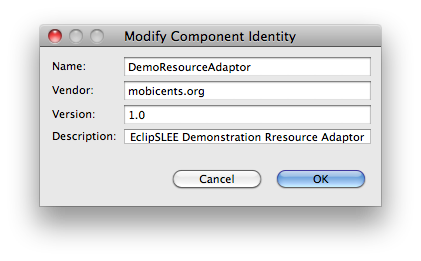 Modify Component Identity
Name: DemoResourceAdaptor
Vendor: mobicents.org
Version: 1.0
Description: EclipSLEE Demonstration Rresource Adaptor
Cancel OK